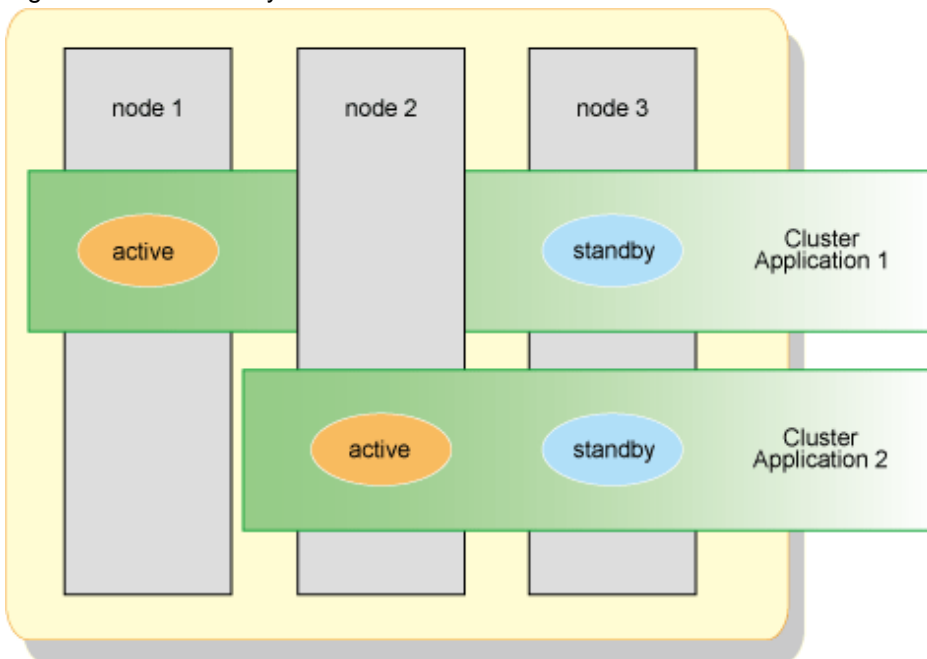 node 1
node 2
node 3
active
standby
Cluster
Application 1
active
standby
Cluster
Application 2